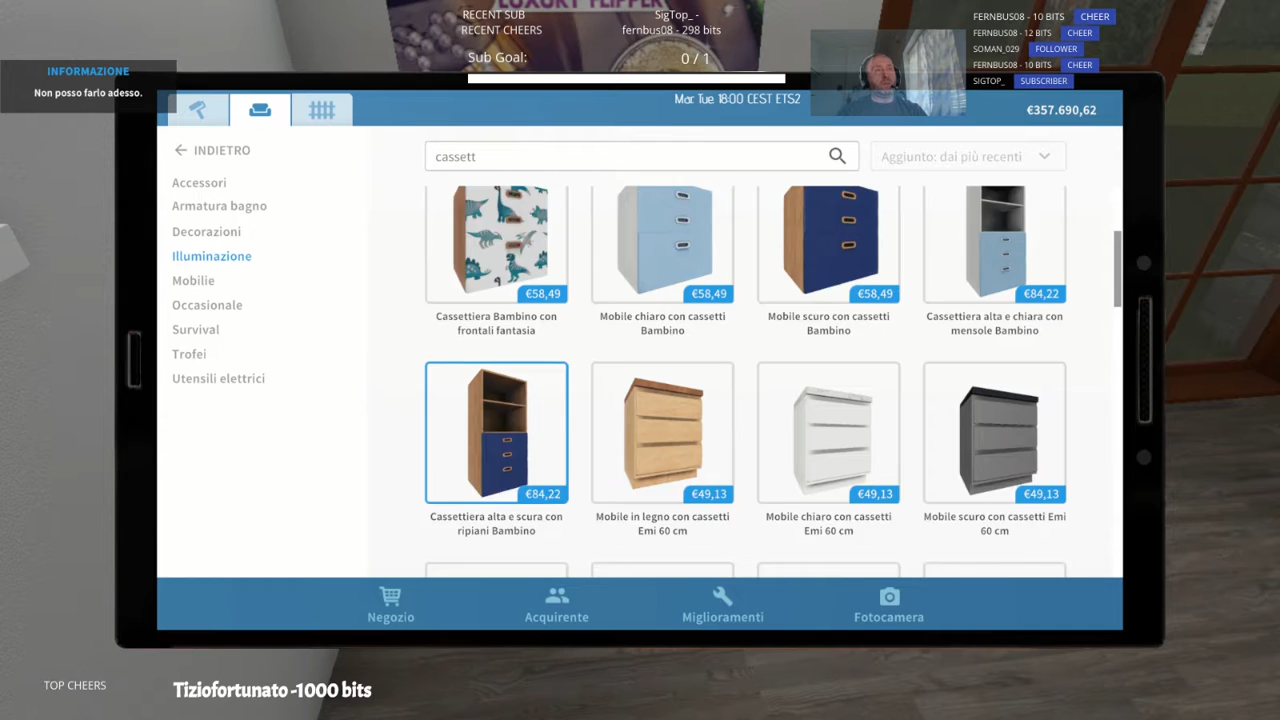 LUXURY FLIPPER
RECENT SUB
SigTop_ -
RECENT CHEERS
fernbus08 - 298 bits
Sub Goal:
0 / 1
FERNBUS08 - 10 BITS CHEER
FERNBUS08 - 12 BITS CHEER
SOMAN_029 FOLLOWER
FERNBUS08 - 10 BITS CHEER
SIGTOP_ SUBSCRIBER
INFORMAZIONE
Non posso farlo adesso.
Mar Tue 18:00 CEST ETS2
€357.690,62
INDIETRO
Accessori
Armatura bagno
Decorazioni
Illuminazione
Mobilie
Occasionale
Survival
Trofei
Utensili elettrici
cassett
Aggiunto: dai più recenti
€58,49
€58,49
€58,49
€84,22
Cassettiera Bambino con
frontali fantasia
Mobile chiaro con cassetti
Bambino
Mobile scuro con cassetti
Bambino
Cassettiera alta e chiara con
mensole Bambino
€84,22
€49,13
€49,13
€49,13
Cassettiera alta e scura con
ripiani Bambino
Mobile in legno con cassetti
Emi 60 cm
Mobile chiaro con cassetti
Emi 60 cm
Mobile scuro con cassetti Emi
60 cm
Negozio
Acquirente
Miglioramenti
Fotocamera
TOP CHEERS
Tiziofortunato -1000 bits